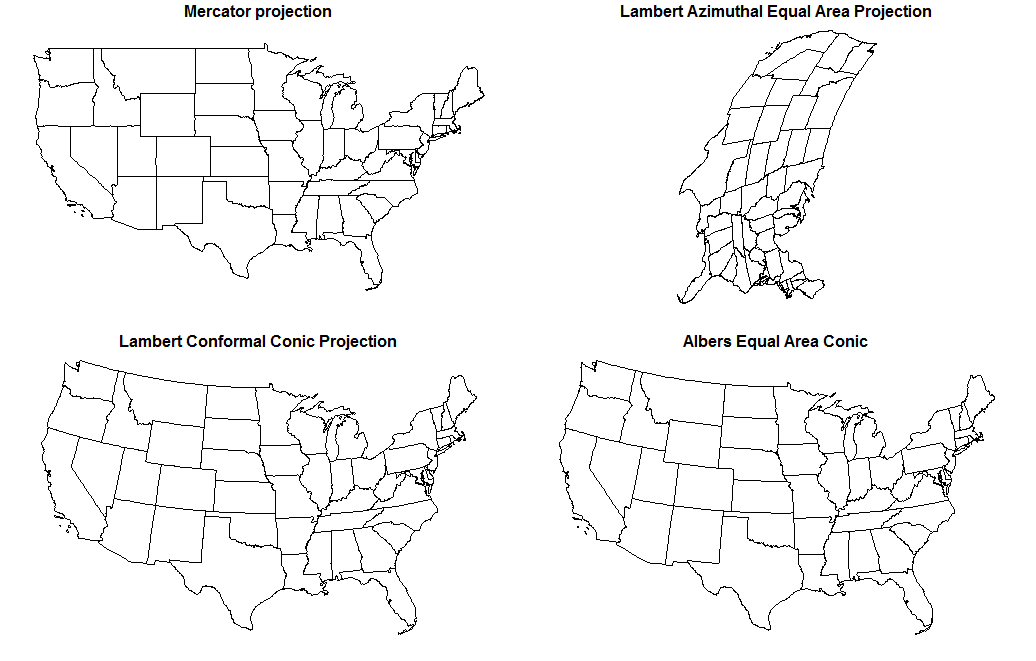 Mercator projection
Lambert Azimuthal Equal Area Projection
Lambert Conformal Conic Projection
Albers Equal Area Conic